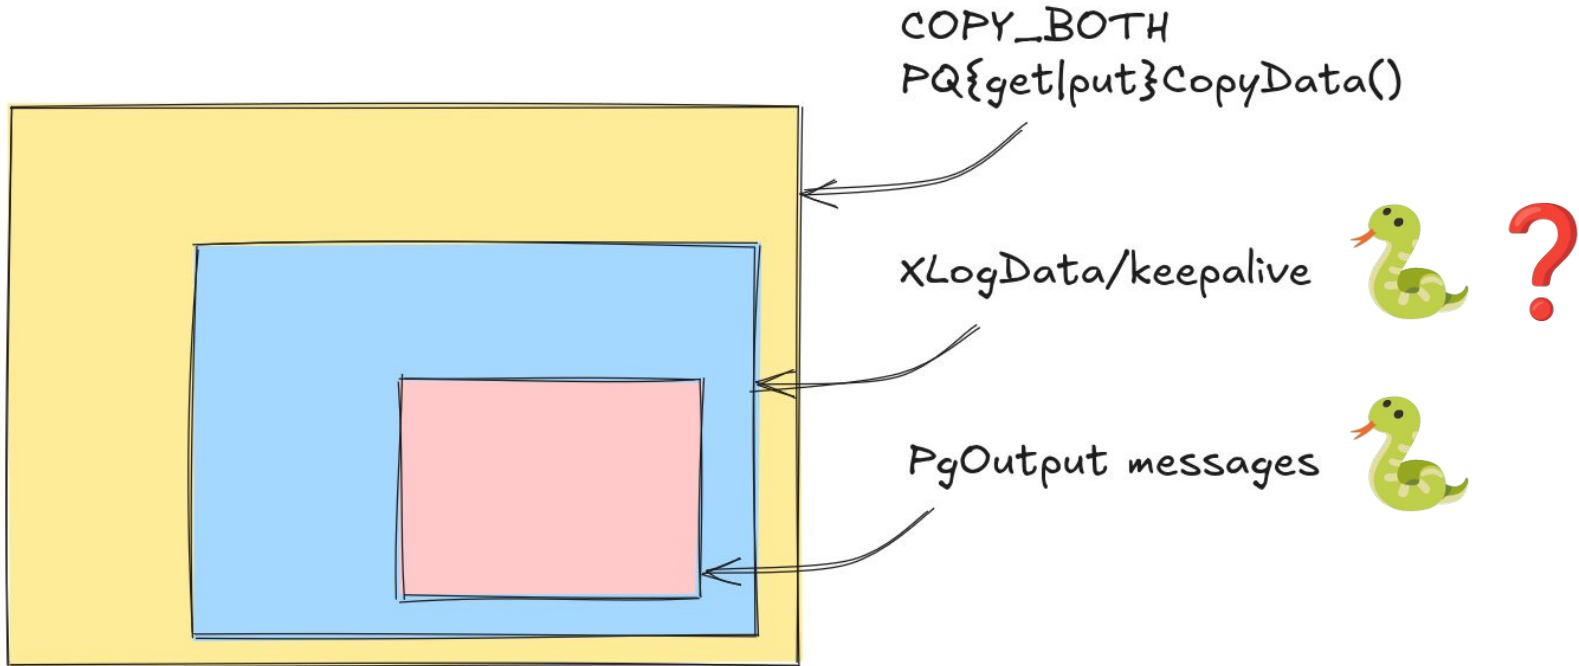 COPY_BOTH
PQ{get|put}CopyData()
XLogData/keepalive 🐍 ❓
PgOutput messages 🐍